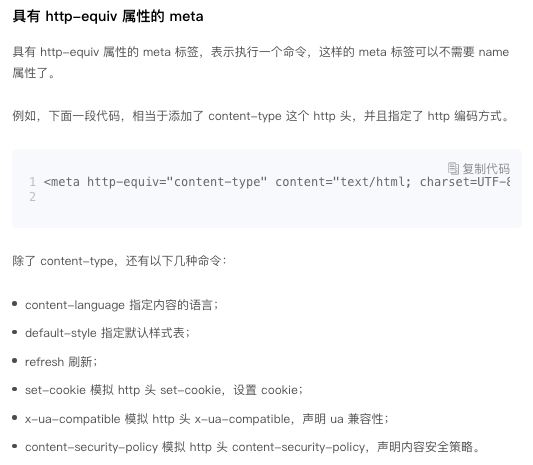 具有 http-equiv 属性的 meta
具有 http-equiv 属性的 meta 标签，表示执行一个命令，这样的 meta 标签可以不需要 name
属性了。
例如，下面一段代码，相当于添加了 content-type 这个 http 头，并且指定了 http 编码方式。
复制代码
1 <meta http-equiv="content-type" content="text/html; charset=UTF-8
2
除了 content-type，还有以下几种命令：
• content-language 指定内容的语言；
• default-style 指定默认样式表；
• refresh 刷新；
• set-cookie 模拟 http 头 set-cookie，设置 cookie；
• x-ua-compatible 模拟 http 头 x-ua-compatible，声明 ua 兼容性；
• content-security-policy 模拟 http 头 content-security-policy，声明内容安全策略。